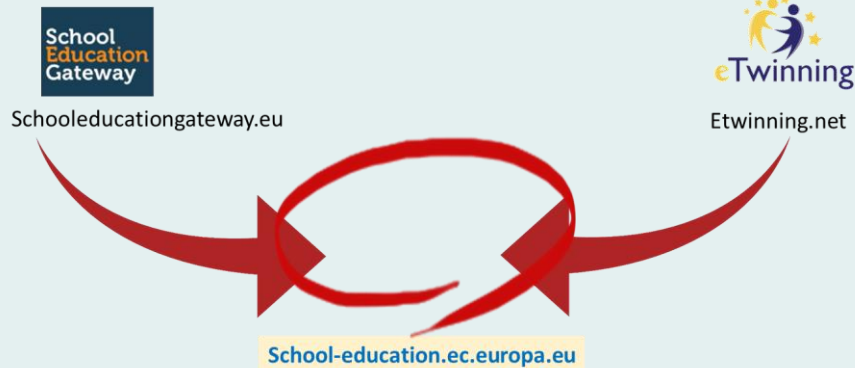 School
Education
Gateway
Schooleducationgateway.eu
eTwinning
Etwinning.net
School-education.ec.europa.eu